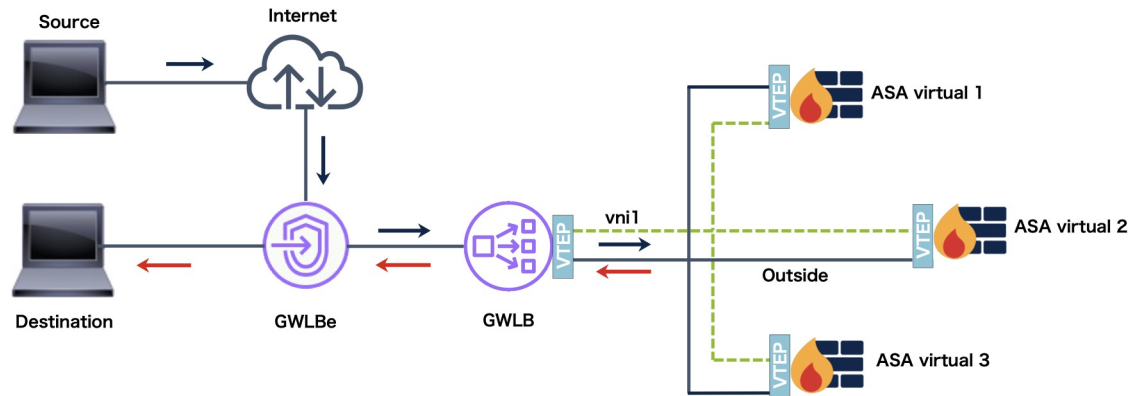 Source
Internet
VTEP
ASA virtual 1
vni1
VTEP
VTEP
ASA virtual 2
Outside
Destination
GWLBe
GWLB
VTEP
ASA virtual 3